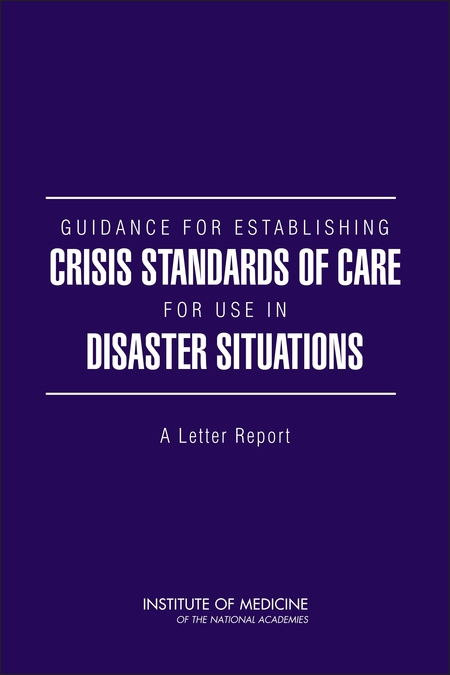 GUIDANCE FOR ESTABLISHING
CRISIS STANDARDS OF CARE
FOR USE IN
DISASTER SITUATIONS
A Letter Report
INSTITUTE OF MEDICINE
OF THE NATIONAL ACADEMIES